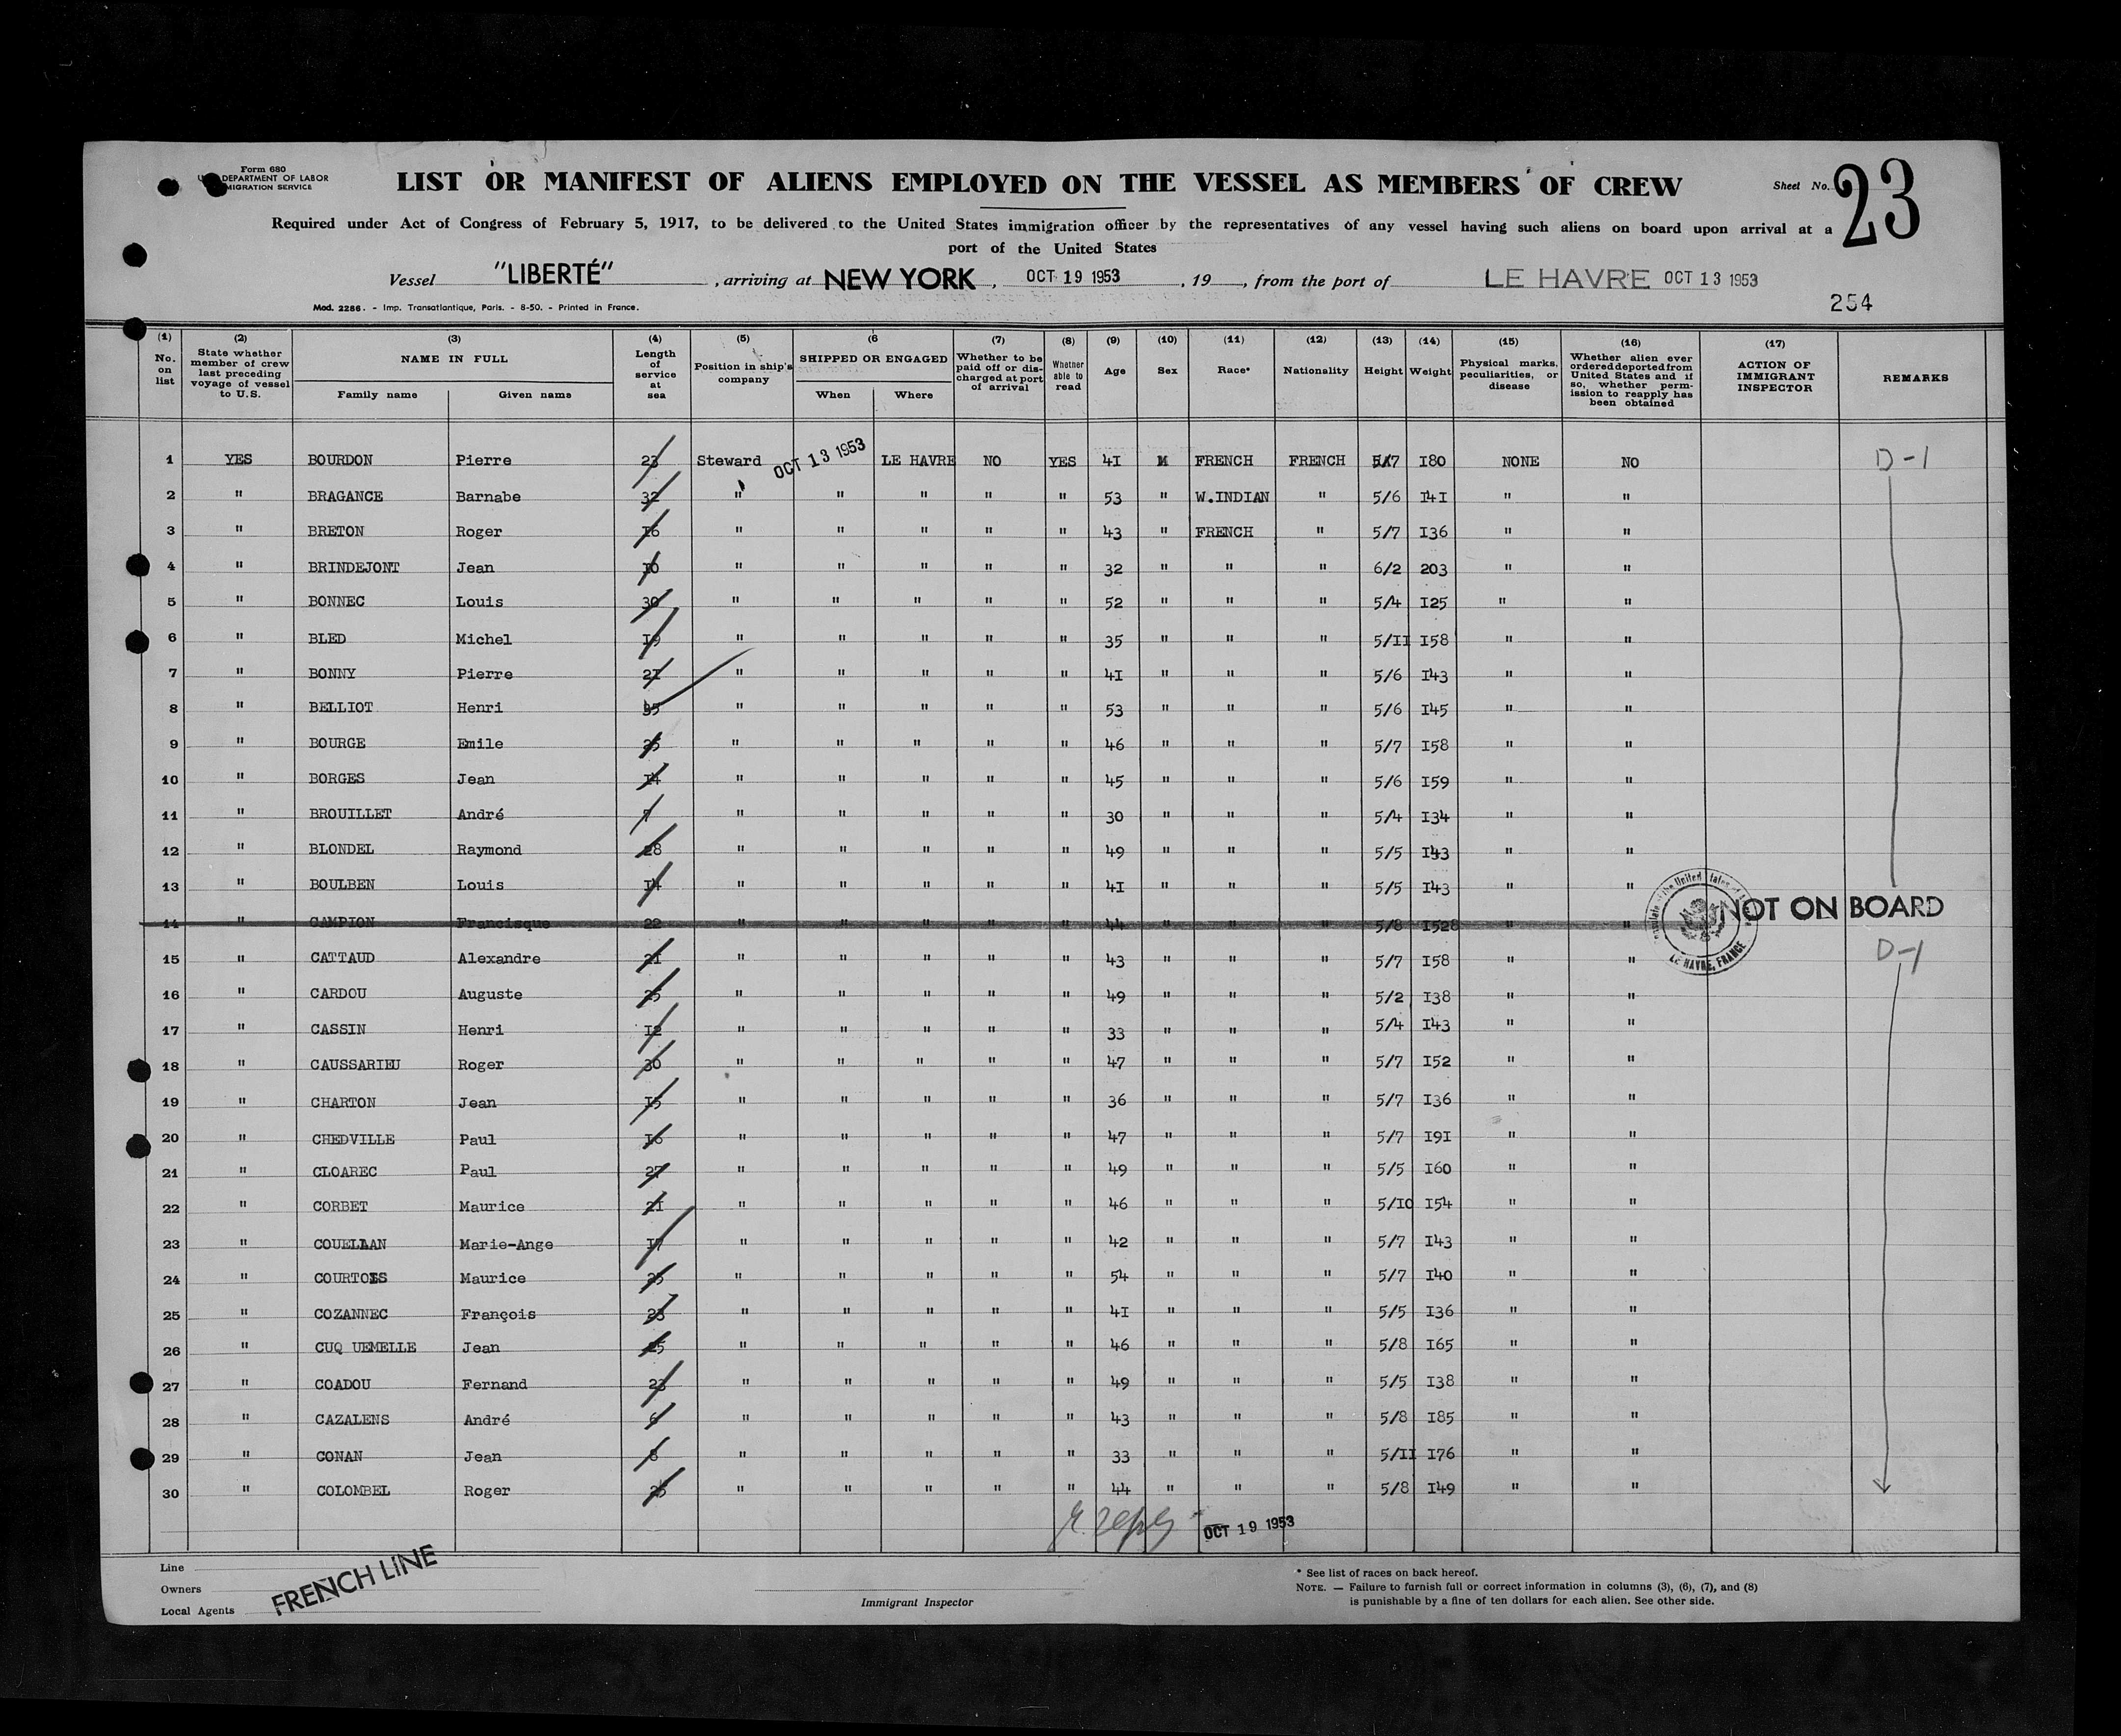 Form 680
DEPARTMENT OF LABOR
MIGRATION SERVICE
LIST OR MANIFEST OF ALIENS EMPLOYED ON THE VESSEL AS MEMBERS OF CREW
Sheet No. 23
Required under Act of Congress of February 5, 1917, to be delivered to the United States immigration officer by the representatives of any vessel having such aliens on board upon arrival at a
port of the United States
Vessel "LIBERTÉ", arriving at NEW YORK, OCT 19 1953, 19, from the port of LE HAVRE OCT 13 1953
Mod. 2286. - Imp. Transatlantique, Paris. - 8-50. - Printed in France.
254
(1) No. on list (2) State whether member of crew last preceding voyage of vessel to U.S. (3) NAME IN FULL Family name Given name (4) Length of service at sea (5) Position in ship's company (6 SHIPPED OR ENGAGED When Where (7) Whether to be paid off or discharged at port of arrival (8) Whether able to read (9) Age (10) Sex (11) Race* (12) Nationality (13) Height (14) Weight (15) Physical marks, peculiarities, or disease (16) Whether alien ever ordered deported from United States and if so, whether permission to reapply has been obtained (17) ACTION OF IMMIGRANT INSPECTOR REMARKS
1 YES BOURDON Pierre 23 Steward OCT 13 1953 LE HAVRE NO YES 41 M FRENCH FRENCH 5/7 180 NONE NO D-1
2 " BRAGANCE Barnabe 32 " " " " " 53 " W.INDIAN " 5/6 141 " "
3 " BRETON Roger 16 " " " " " 43 " FRENCH " 5/7 136 " "
4 " BRINDEJONT Jean 10 " " " " " 32 " " " 6/2 203 " "
5 " BONNEC Louis 30 " " " " " 52 " " " 5/4 125 " "
6 " BLED Michel 19 " " " " " 35 " " " 5/11 158 " "
7 " BONNY Pierre 21 " " " " " 41 " " " 5/6 143 " "
8 " BELLIOT Henri 35 " " " " " 53 " " " 5/6 145 " "
9 " BOURGE Emile 25 " " " " " 46 " " " 5/7 158 " "
10 " BORGES Jean 14 " " " " " 45 " " " 5/6 159 " "
11 " BROUILLET André 7 " " " " " 30 " " " 5/4 134 " "
12 " BLONDEL Raymond 28 " " " " " 49 " " " 5/5 143 " "
13 " BOULBEN Louis 14 " " " " " 41 " " " 5/5 143 " "
14 " CAMPION Francisque 22 " " " " " 44 " " " 5/8 1528 " " NOT ON BOARD
LE HAVRE, FRANCE
15 " CATTAUD Alexandre 21 " " " " " 43 " " " 5/7 158 " " D-1
16 " CARDOU Auguste 25 " " " " " 49 " " " 5/2 138 " "
17 " CASSIN Henri 12 " " " " " 33 " " " 5/4 143 " "
18 " CAUSSARIEU Roger 30 " " " " " 47 " " " 5/7 152 " "
19 " CHARTON Jean 15 " " " " " 36 " " " 5/7 136 " "
20 " CHEDVILLE Paul 16 " " " " " 47 " " " 5/7 191 " "
21 " CLOAREC Paul 27 " " " " " 49 " " " 5/5 160 " "
22 " CORBET Maurice 21 " " " " " 46 " " " 5/10 154 " "
23 " COUELLAN Marie-Ange 17 " " " " " 42 " " " 5/7 143 " "
24 " COURTOIS Maurice 25 " " " " " 54 " " " 5/7 140 " "
25 " COZANNEC François 23 " " " " " 41 " " " 5/5 136 " "
26 " CUQ UEMELLE Jean 25 " " " " " 46 " " " 5/8 165 " "
27 " COADOU Fernand 23 " " " " " 49 " " " 5/5 138 " "
28 " CAZALENS André 6 " " " " " 43 " " " 5/8 185 " "
29 " CONAN Jean 8 " " " " " 33 " " " 5/11 176 " "
30 " COLOMBEL Roger 25 " " " " " 44 " " " 5/8 149 " "
OCT 19 1953
Line
Owners
Local Agents
FRENCH LINE
Immigrant Inspector
* See list of races on back hereof.
NOTE. — Failure to furnish full or correct information in columns (3), (6), (7), and (8)
is punishable by a fine of ten dollars for each alien. See other side.